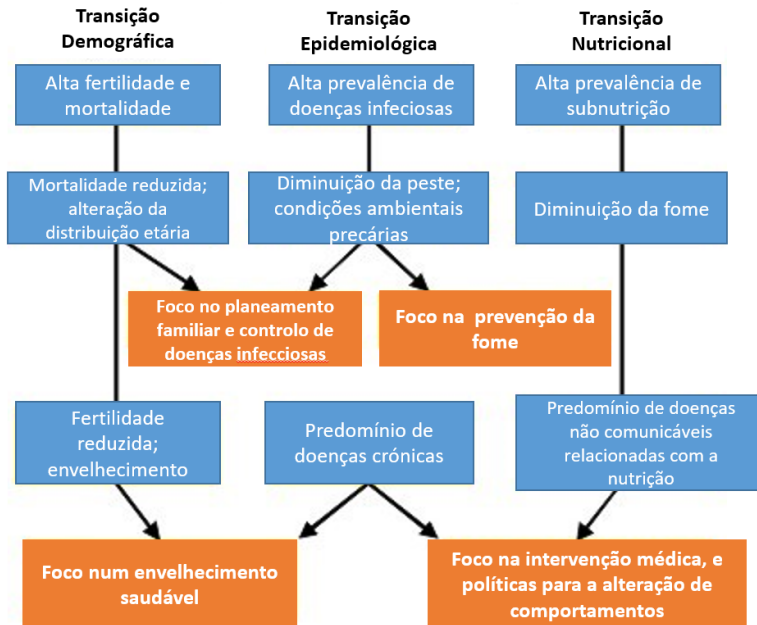 Transição
Demográfica
Transição
Epidemiológica
Transição
Nutricional
Alta fertilidade e
mortalidade
Alta prevalência de
doenças infeciosas
Alta prevalência de
subnutrição
Mortalidade reduzida;
alteração da
distribuição etária
Diminuição da peste;
condições ambientais
precárias
Diminuição da fome
Foco no planeamento
familiar e controlo de
doenças infecciosas
Foco na prevenção da
fome
Fertilidade
reduzida;
envelhecimento
Predomínio de
doenças crónicas
Predomínio de doenças
não comunicáveis
relacionadas com a
nutrição
Foco num envelhecimento
saudável
Foco na intervenção médica, e
políticas para a alteração de
comportamentos